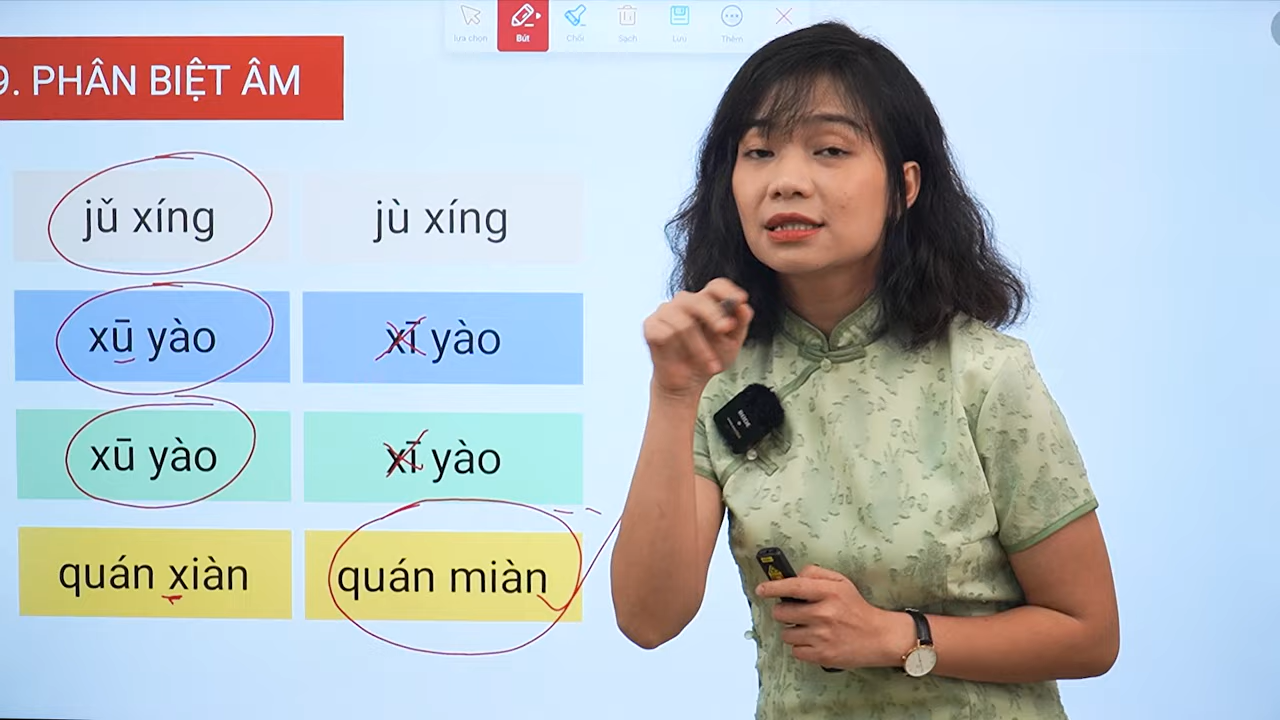 lựa chọn Bút Chổi Sạch Lưu Thêm
9. PHÂN BIỆT ÂM
jǔ xíng jù xíng
xū yào xī yào
xū yào xī yào
quán xiàn quán miàn